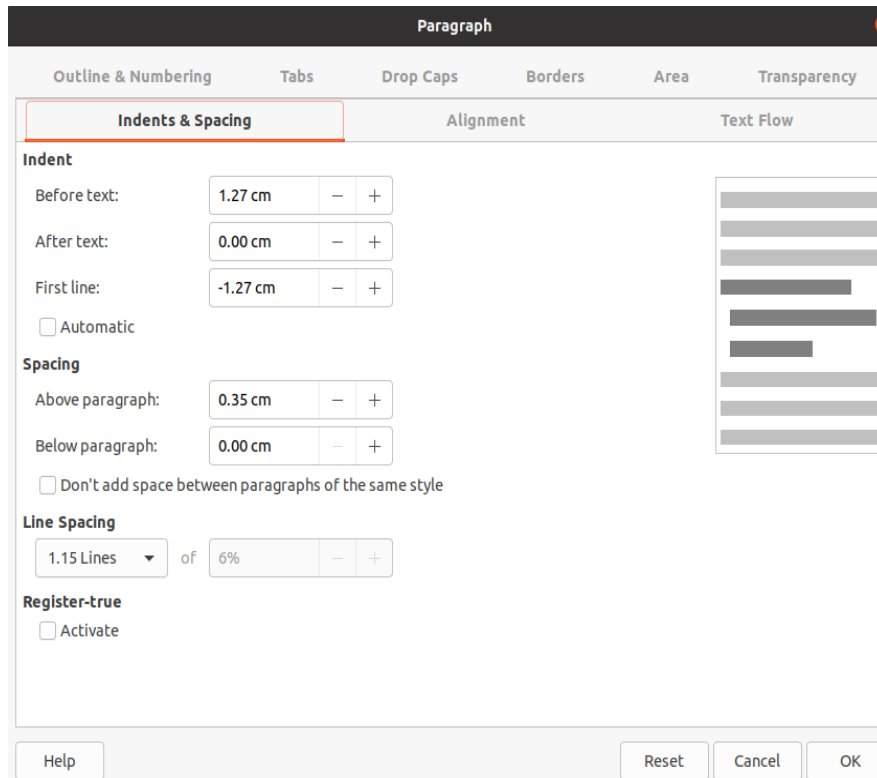 Paragraph
Outline & Numbering Tabs Drop Caps Borders Area Transparency
Indents & Spacing Alignment Text Flow
Indent
Before text: 1.27 cm − +
After text: 0.00 cm − +
First line: -1.27 cm − +
Automatic
Spacing
Above paragraph: 0.35 cm − +
Below paragraph: 0.00 cm − +
Don't add space between paragraphs of the same style
Line Spacing
1.15 Lines of 6% − +
Register-true
Activate
Help Reset Cancel OK